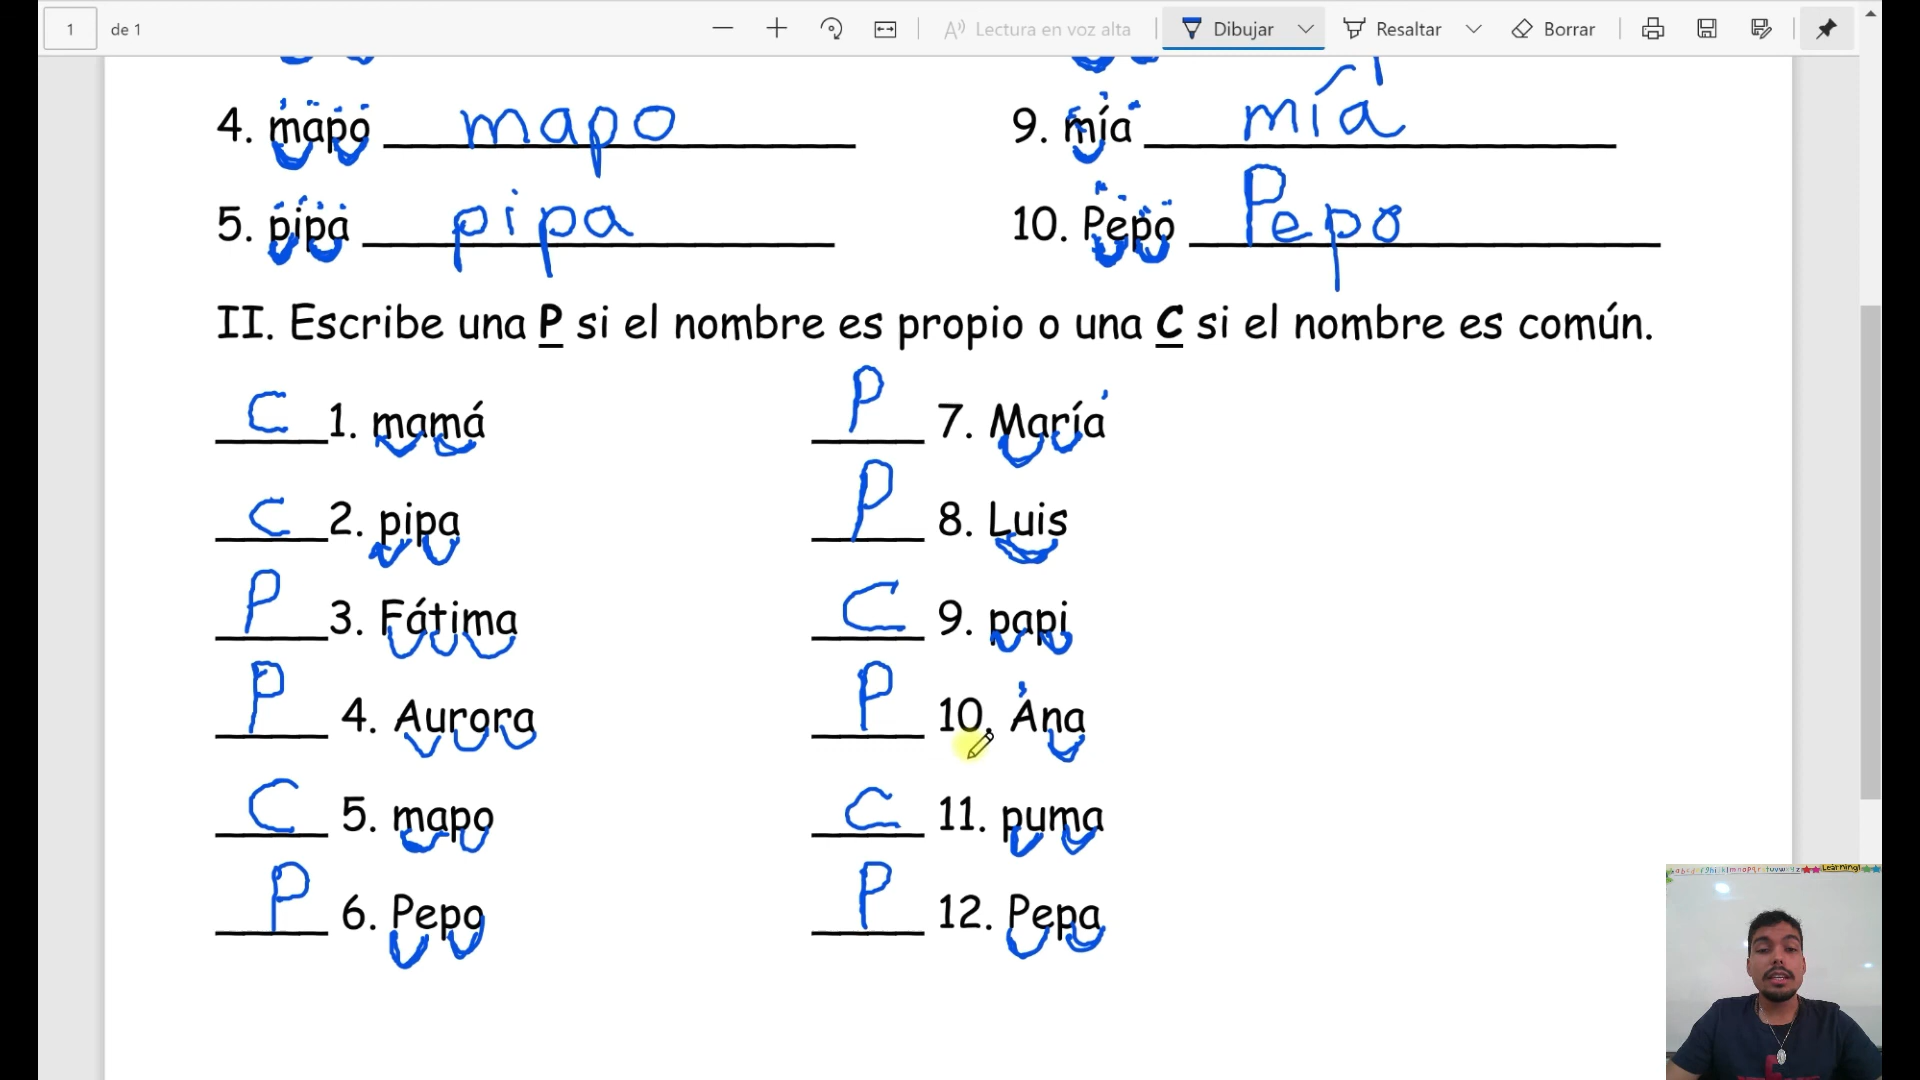 1 de 1 Lectura en voz alta Dibujar Resaltar Borrar
4. mapo mapo
9. mía mía
5. pipa pipa
10. Pepo Pepo
II. Escribe una P si el nombre es propio o una C si el nombre es común.
C 1. mamá
C 2. pipa
P 3. Fátima
P 4. Aurora
C 5. mapo
P 6. Pepo
P 7. María
P 8. Luis
C 9. papi
P 10. Ana
C 11. puma
P 12. Pepa
Learning!